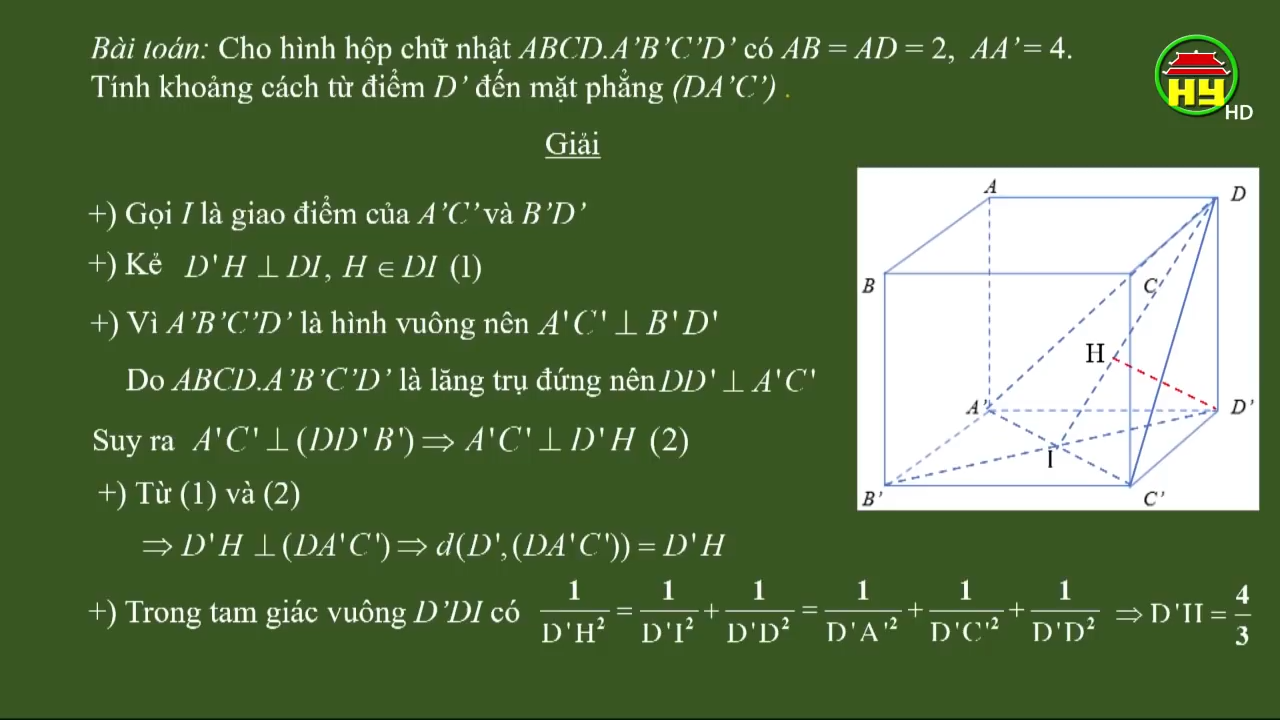 Bài toán: Cho hình hộp chữ nhật ABCD.A’B’C’D’ có AB = AD = 2, AA’ = 4.
Tính khoảng cách từ điểm D’ đến mặt phẳng (DA’C’) .
HY
HD
Giải
+) Gọi I là giao điểm của A’C’ và B’D’
+) Kẻ D'H ⊥ DI, H ∈ DI (1)
+) Vì A’B’C’D’ là hình vuông nên A'C' ⊥ B'D'
Do ABCD.A’B’C’D’ là lăng trụ đứng nên DD' ⊥ A'C'
Suy ra A'C' ⊥ (DD'B') ⇒ A'C' ⊥ D'H (2)
+) Từ (1) và (2)
⇒ D'H ⊥ (DA'C') ⇒ d(D',(DA'C')) = D'H
+) Trong tam giác vuông D’DI có 1/D'H² = 1/D'I² + 1/D'D² = 1/D'A'² + 1/D'C'² + 1/D'D² ⇒ D'H = 4/3
A
D
B
C
H
A'
D'
I
B'
C'